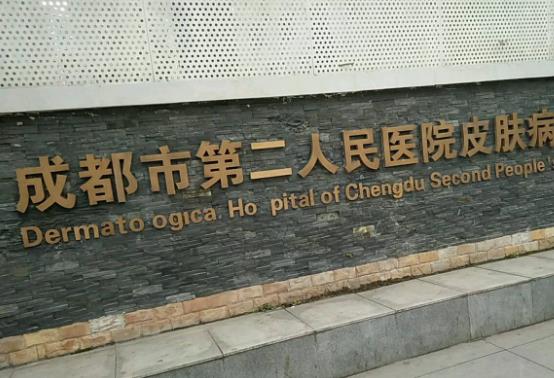 成都市第二人民医院皮肤病
Dermato ogica Ho pital of Chengdu Second People